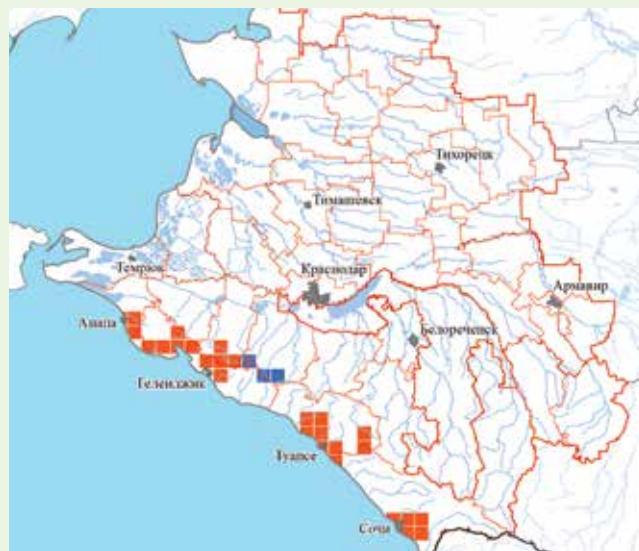 Тихорецк
Тимашевск
Темрюк
Краснодар
Армавир
Анапа
Белореченск
Геленджик
Туапсе
Сочи